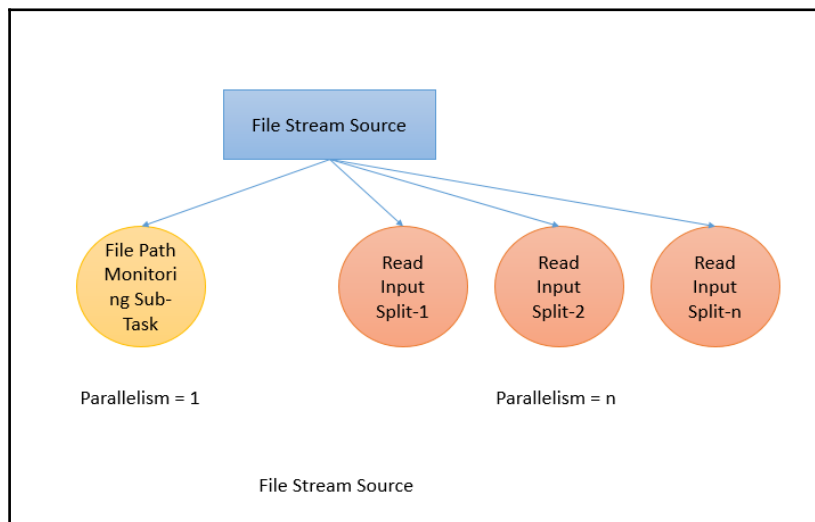 File Stream Source
File Path
Monitori
ng Sub-
Task
Read
Input
Split-1
Read
Input
Split-2
Read
Input
Split-n
Parallelism = 1
Parallelism = n
File Stream Source